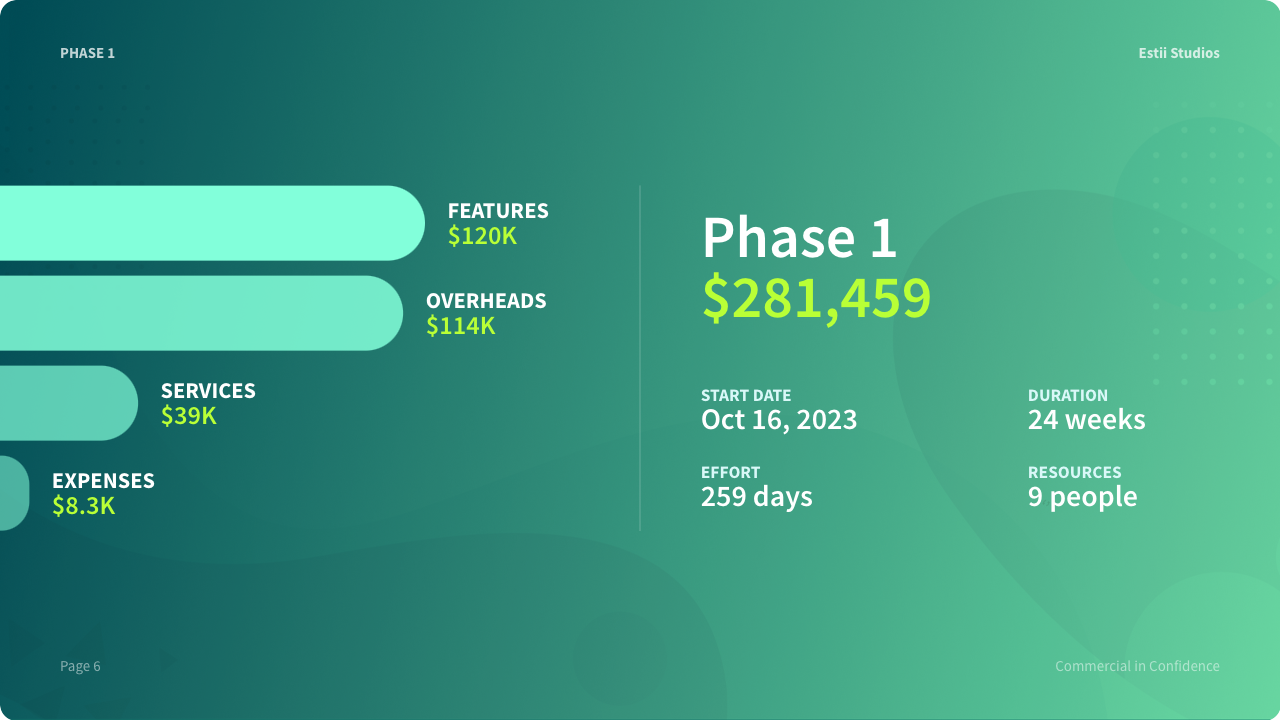 PHASE 1
Estii Studios
FEATURES
$120K
OVERHEADS
$114K
SERVICES
$39K
EXPENSES
$8.3K
Phase 1
$281,459
START DATE
Oct 16, 2023
DURATION
24 weeks
EFFORT
259 days
RESOURCES
9 people
Page 6
Commercial in Confidence